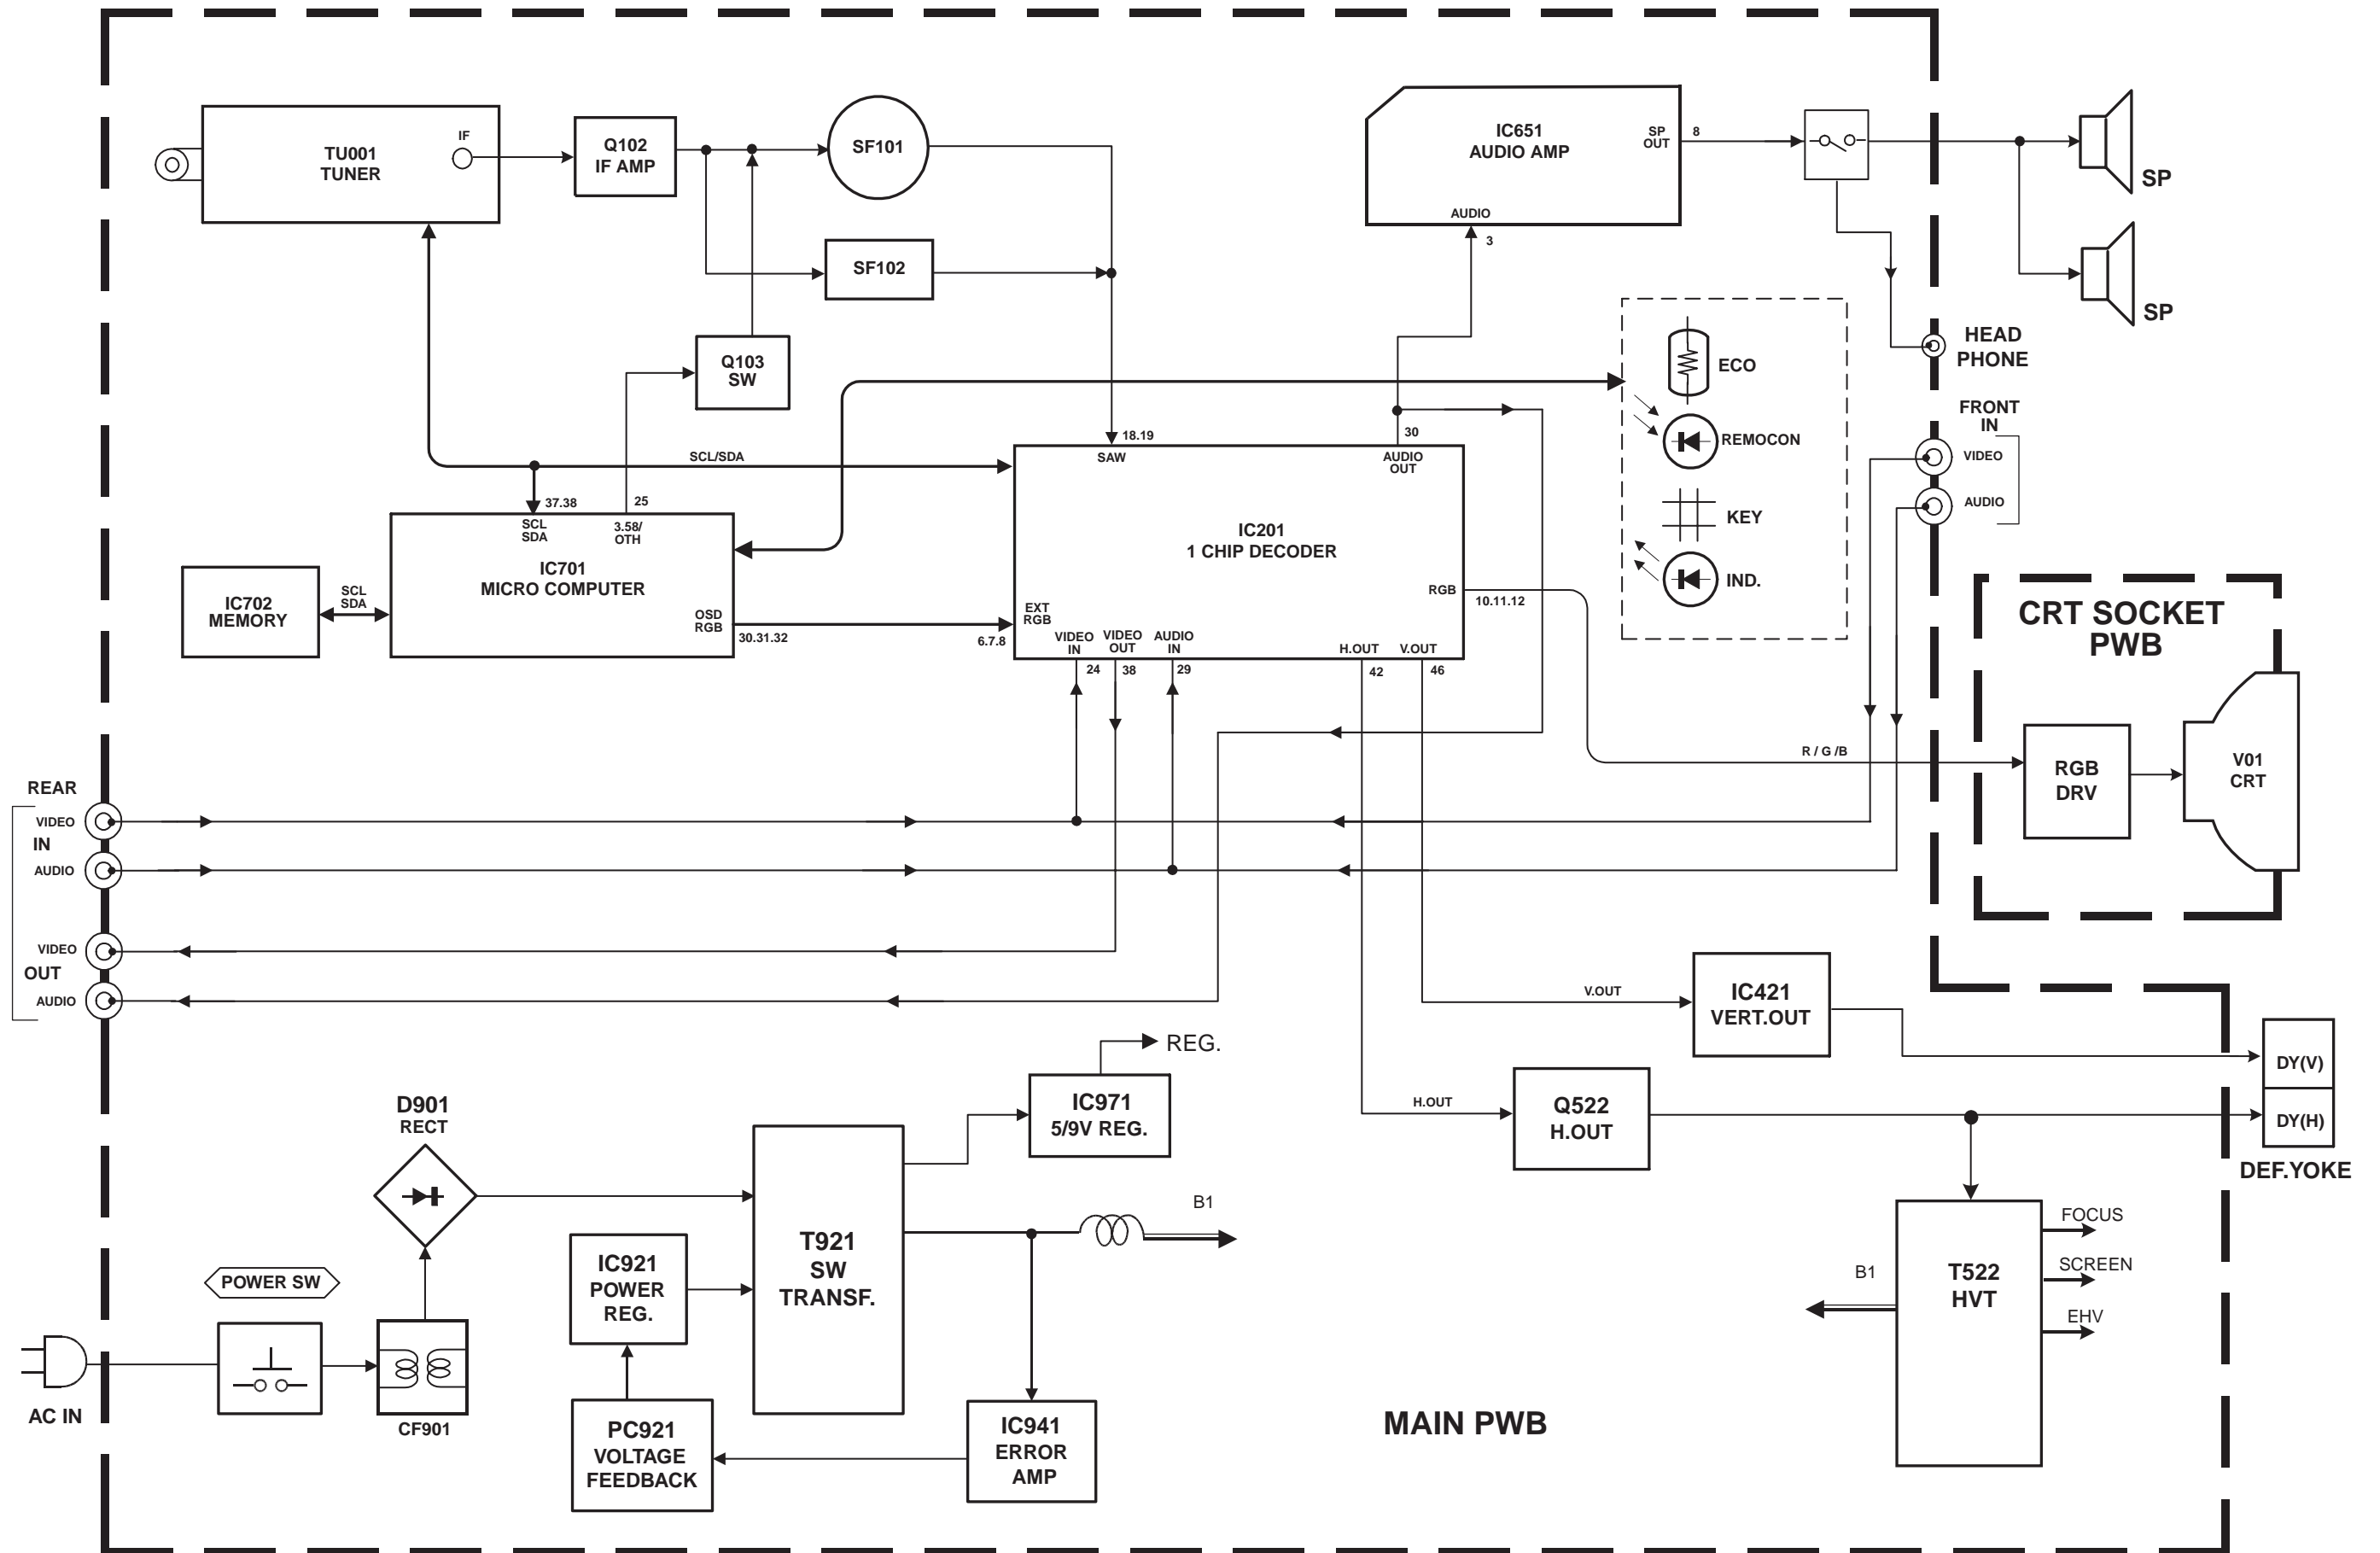 TU001
TUNER
IF
Q102
IF AMP
SF101
SF102
Q103
SW
IC651
AUDIO AMP
SP
OUT
8
AUDIO
3
SP
SP
HEAD
PHONE
FRONT
IN
VIDEO
AUDIO
ECO
REMOCON
KEY
IND.
SCL/SDA
37.38
25
SCL
SDA
3.58/
OTH
IC701
MICRO COMPUTER
OSD
RGB
30.31.32
IC702
MEMORY
SCL
SDA
18.19
SAW
30
AUDIO
OUT
IC201
1 CHIP DECODER
RGB
10.11.12
EXT
RGB
6.7.8
VIDEO
IN
24
VIDEO
OUT
38
AUDIO
IN
29
H.OUT
42
V.OUT
46
CRT SOCKET
PWB
R / G /B
RGB
DRV
V01
CRT
REAR
VIDEO
IN
AUDIO
VIDEO
OUT
AUDIO
V.OUT
IC421
VERT.OUT
H.OUT
Q522
H.OUT
DY(V)
DY(H)
DEF.YOKE
REG.
IC971
5/9V REG.
D901
RECT
T921
SW
TRANSF.
B1
IC921
POWER
REG.
POWER SW
AC IN
CF901
PC921
VOLTAGE
FEEDBACK
IC941
ERROR
AMP
MAIN PWB
B1
T522
HVT
FOCUS
SCREEN
EHV